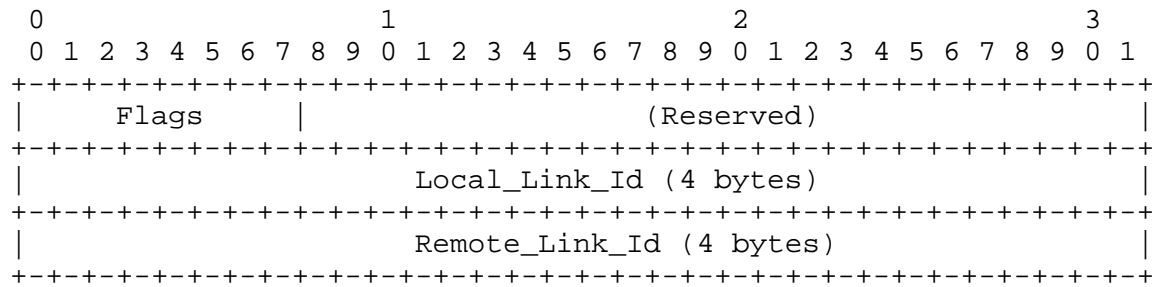 0                   1                   2                   3
 0 1 2 3 4 5 6 7 8 9 0 1 2 3 4 5 6 7 8 9 0 1 2 3 4 5 6 7 8 9 0 1
+-+-+-+-+-+-+-+-+-+-+-+-+-+-+-+-+-+-+-+-+-+-+-+-+-+-+-+-+-+-+-+-+
|     Flags     |                   (Reserved)                  |
+-+-+-+-+-+-+-+-+-+-+-+-+-+-+-+-+-+-+-+-+-+-+-+-+-+-+-+-+-+-+-+-+
|                      Local_Link_Id (4 bytes)                  |
+-+-+-+-+-+-+-+-+-+-+-+-+-+-+-+-+-+-+-+-+-+-+-+-+-+-+-+-+-+-+-+-+
|                      Remote_Link_Id (4 bytes)                 |
+-+-+-+-+-+-+-+-+-+-+-+-+-+-+-+-+-+-+-+-+-+-+-+-+-+-+-+-+-+-+-+-+